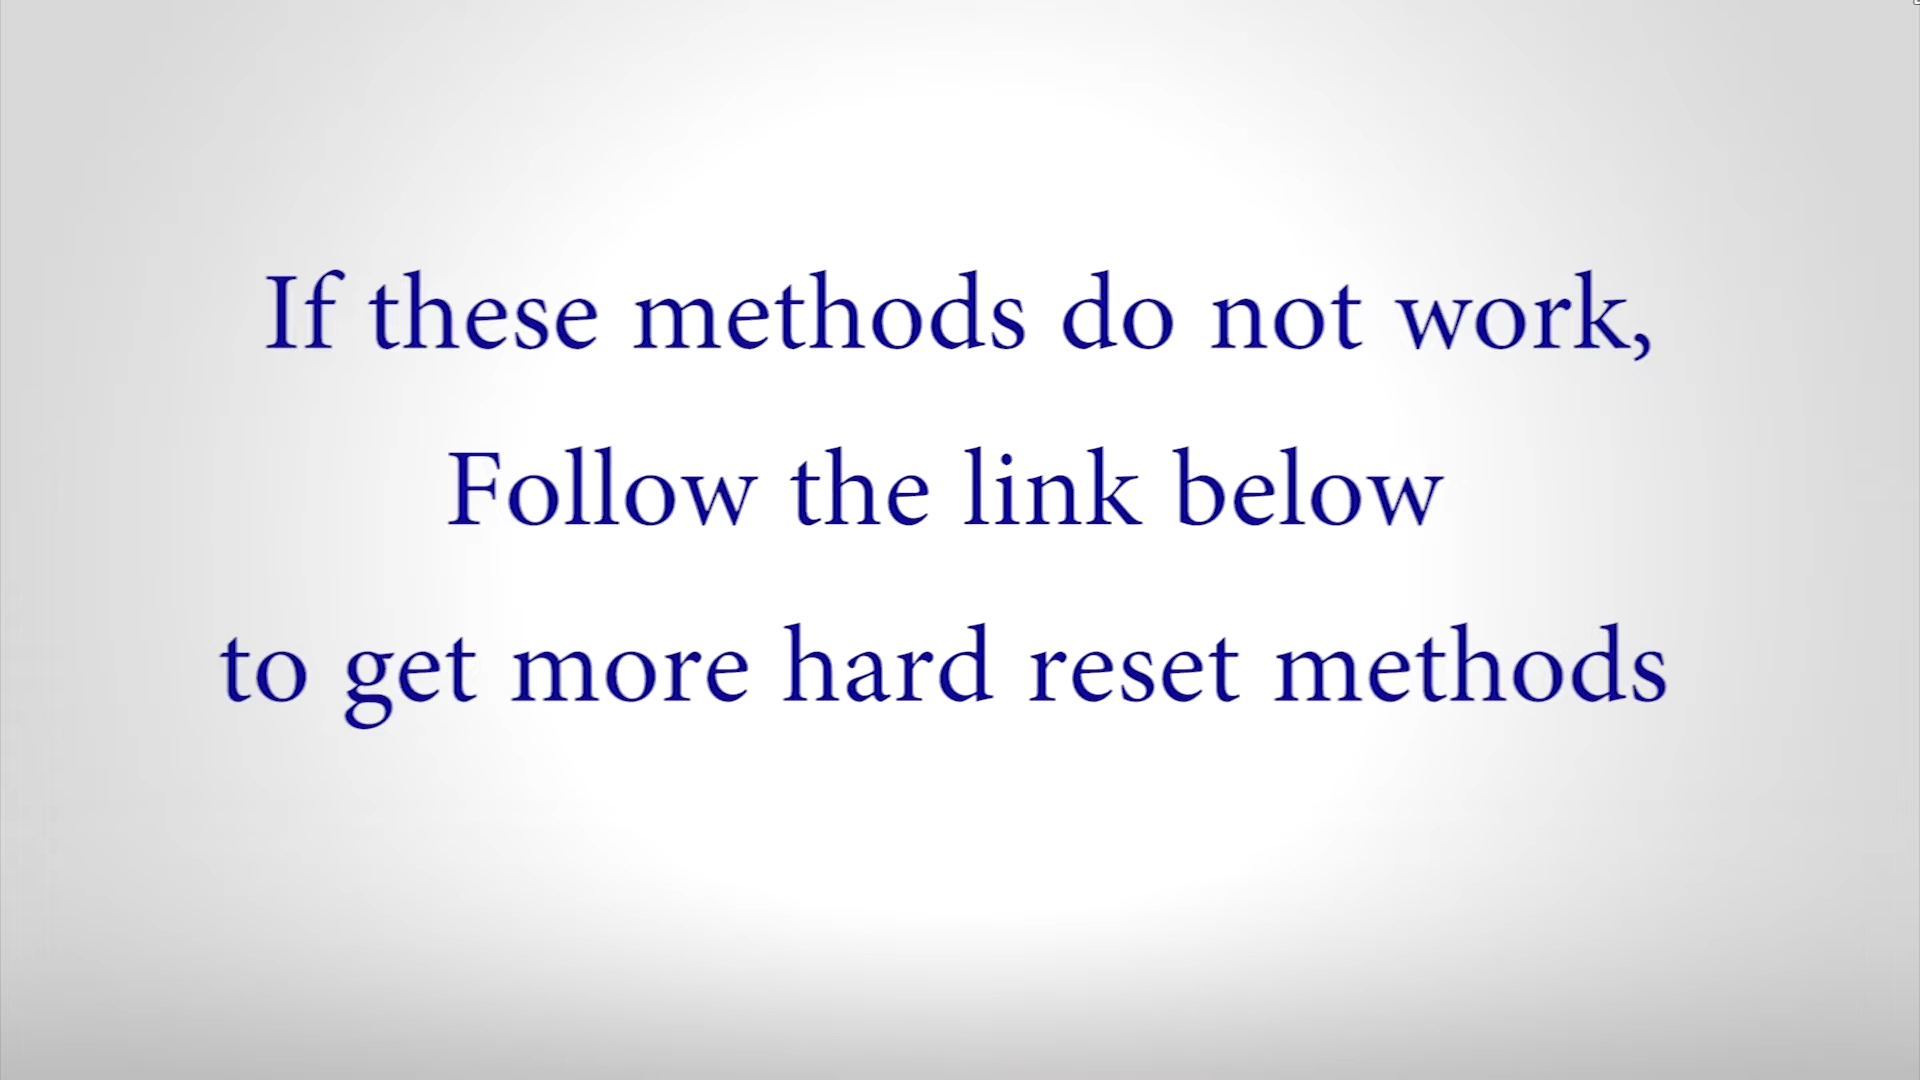 If these methods do not work,
Follow the link below
to get more hard reset methods